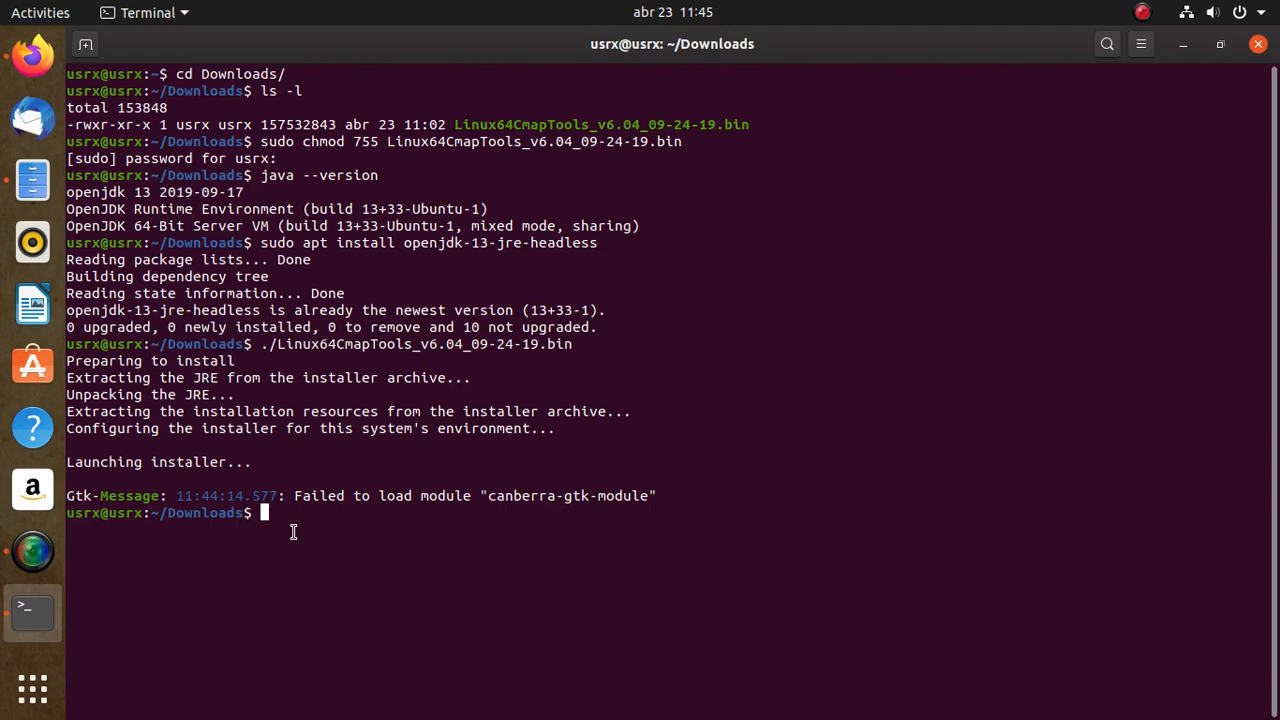 Activities
Terminal
abr 23 11:45
usrx@usrx: ~/Downloads
usrx@usrx:~$ cd Downloads/
usrx@usrx:~/Downloads$ ls -l
total 153848
-rwxr-xr-x 1 usrx usrx 157532843 abr 23 11:02 Linux64CmapTools_v6.04_09-24-19.bin
usrx@usrx:~/Downloads$ sudo chmod 755 Linux64CmapTools_v6.04_09-24-19.bin
[sudo] password for usrx:
usrx@usrx:~/Downloads$ java --version
openjdk 13 2019-09-17
OpenJDK Runtime Environment (build 13+33-Ubuntu-1)
OpenJDK 64-Bit Server VM (build 13+33-Ubuntu-1, mixed mode, sharing)
usrx@usrx:~/Downloads$ sudo apt install openjdk-13-jre-headless
Reading package lists... Done
Building dependency tree
Reading state information... Done
openjdk-13-jre-headless is already the newest version (13+33-1).
0 upgraded, 0 newly installed, 0 to remove and 10 not upgraded.
usrx@usrx:~/Downloads$ ./Linux64CmapTools_v6.04_09-24-19.bin
Preparing to install
Extracting the JRE from the installer archive...
Unpacking the JRE...
Extracting the installation resources from the installer archive...
Configuring the installer for this system's environment...
Launching installer...
Gtk-Message: 11:44:14.577: Failed to load module "canberra-gtk-module"
usrx@usrx:~/Downloads$